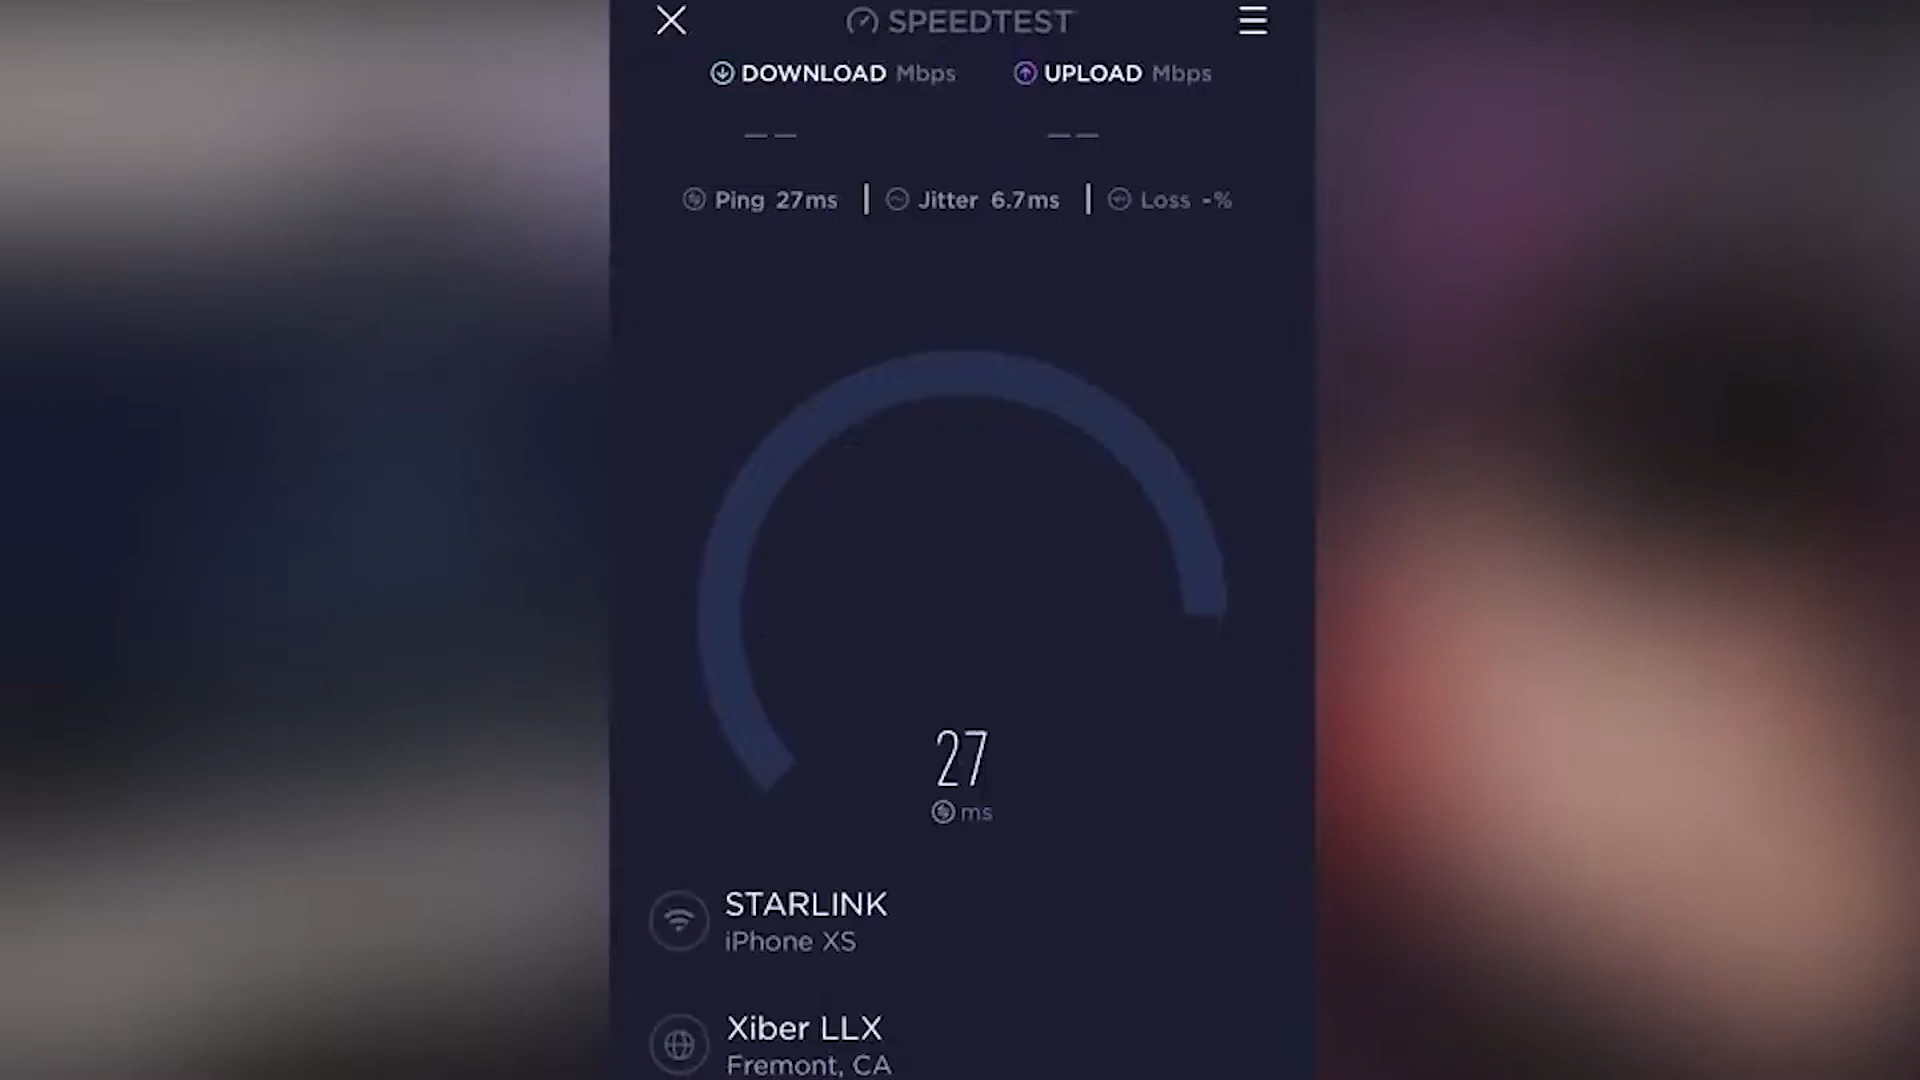 SPEEDTEST
DOWNLOAD Mbps UPLOAD Mbps
— — — —
Ping 27ms | Jitter 6.7ms | Loss -%
27
ms
STARLINK
iPhone XS
Xiber LLX
Fremont, CA